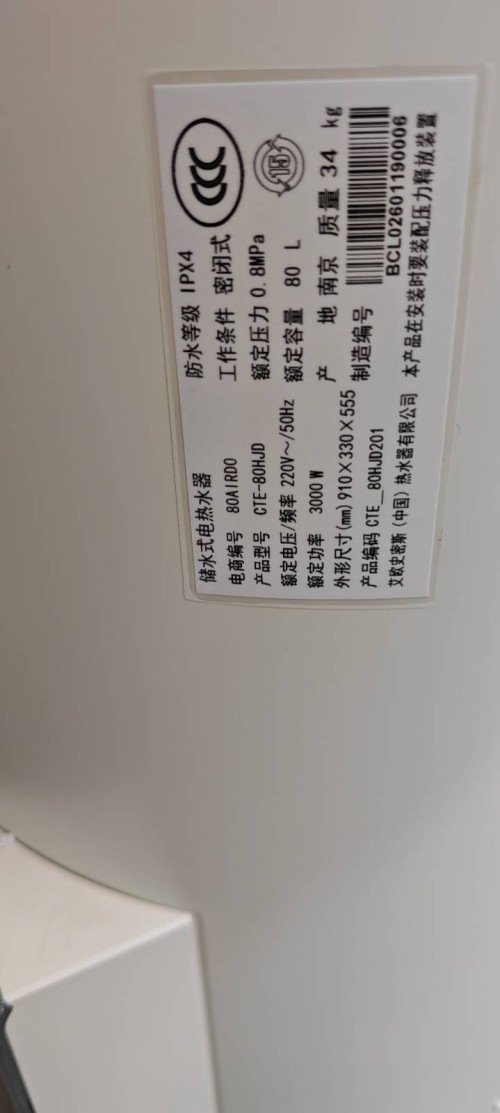 储水式电热水器
电商编号 80AIRD0
产品型号 CTE-80HJD
额定电压/频率 220V～/50Hz
额定功率 3000 W
外形尺寸(mm) 910×330×555
产品编码 CTE_80HJD201
艾欧史密斯(中国)热水器有限公司
防水等级 IPX4
工作条件 密闭式
额定压力 0.8MPa
额定容量 80 L
产 地 南京 质量 34 kg
制造编号
BCL02601190006
本产品在安装时要装配压力释放装置
CCC
15